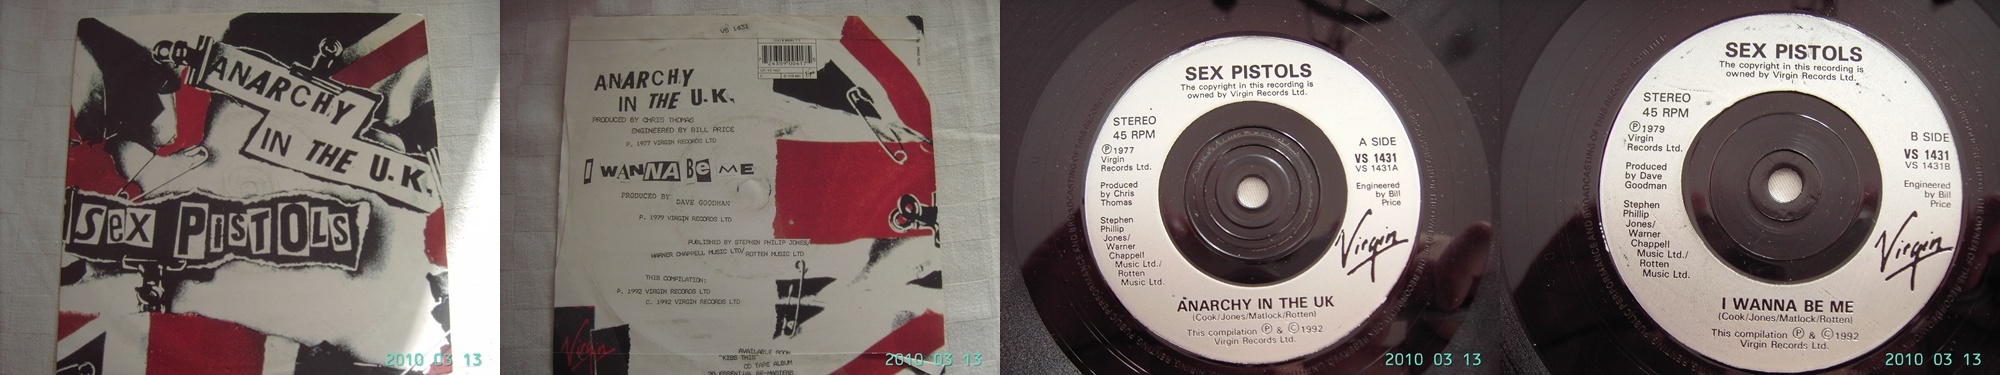 ANARCHY
IN THE U.K.
SEX PISTOLS
2010 03 13
VS 1431
ANARCHY
IN THE U.K.
PRODUCED BY CHRIS THOMAS
ENGINEERED BY BILL PRICE
P. 1977 VIRGIN RECORDS LTD
I WANNA BE ME
PRODUCED BY DAVE GOODMAN
P. 1979 VIRGIN RECORDS LTD
PUBLISHED BY STEPHEN PHILIP JONES/
WARNER CHAPPELL MUSIC LTD/ROTTEN MUSIC LTD
THIS COMPILATION:
P. 1992 VIRGIN RECORDS LTD
C. 1992 VIRGIN RECORDS LTD
Virgin
AVAILABLE NOW
"KISS THIS"
CD TAPE ALBUM
20 ESSENTIAL RE-MASTERS
2010 03 13
SEX PISTOLS
The copyright in this recording is
owned by Virgin Records Ltd.
STEREO
45 RPM
Ⓟ1977
Virgin
Records Ltd.
Produced
by Chris
Thomas
Stephen
Phillip
Jones/
Warner
Chappell
Music Ltd./
Rotten
Music Ltd.
A SIDE
VS 1431
VS 1431A
Engineered
by Bill
Price
Virgin
ANARCHY IN THE UK
(Cook/Jones/Matlock/Rotten)
This compilation Ⓟ & ©1992
Virgin Records Ltd.
2010 03 13
SEX PISTOLS
The copyright in this recording is
owned by Virgin Records Ltd.
STEREO
45 RPM
Ⓟ1979
Virgin
Records Ltd.
Produced
by Dave
Goodman
Stephen
Phillip
Jones/
Warner
Chappell
Music Ltd./
Rotten
Music Ltd.
B SIDE
VS 1431
VS 1431B
Engineered
by Bill
Price
Virgin
I WANNA BE ME
(Cook/Jones/Matlock/Rotten)
This compilation Ⓟ & ©1992
Virgin Records Ltd.
2010 03 13